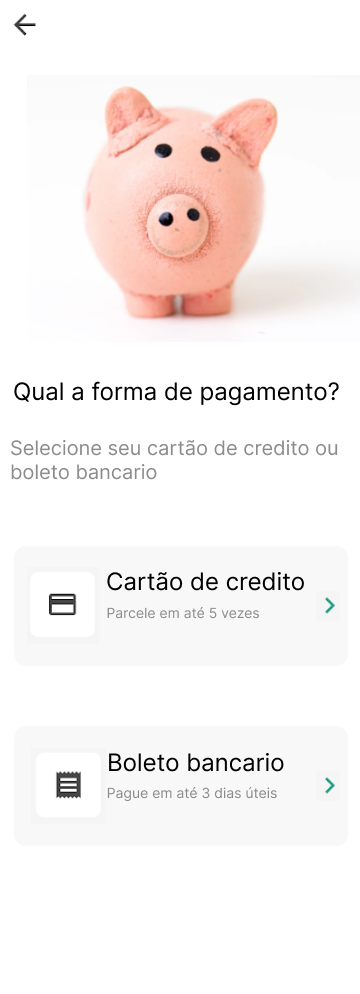 Qual a forma de pagamento?
Selecione seu cartão de credito ou
boleto bancario
Cartão de credito
Parcele em até 5 vezes
Boleto bancario
Pague em até 3 dias úteis